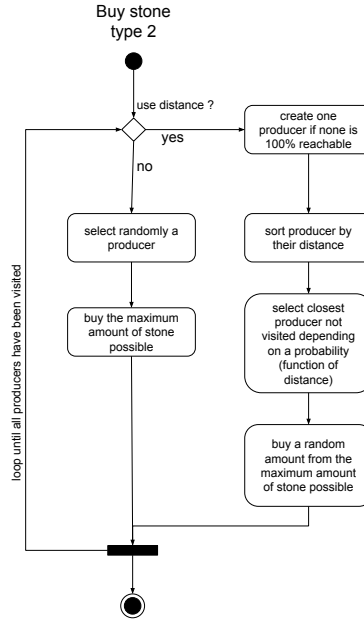 Buy stone
type 2
use distance ?
yes
no
create one
producer if none is
100% reachable
select randomly a
producer
sort producer by
their distance
buy the maximum
amount of stone
possible
select closest
producer not
visited depending
on a probability
(function of
distance)
buy a random
amount from the
maximum amount
of stone possible
loop until all producers have been visited